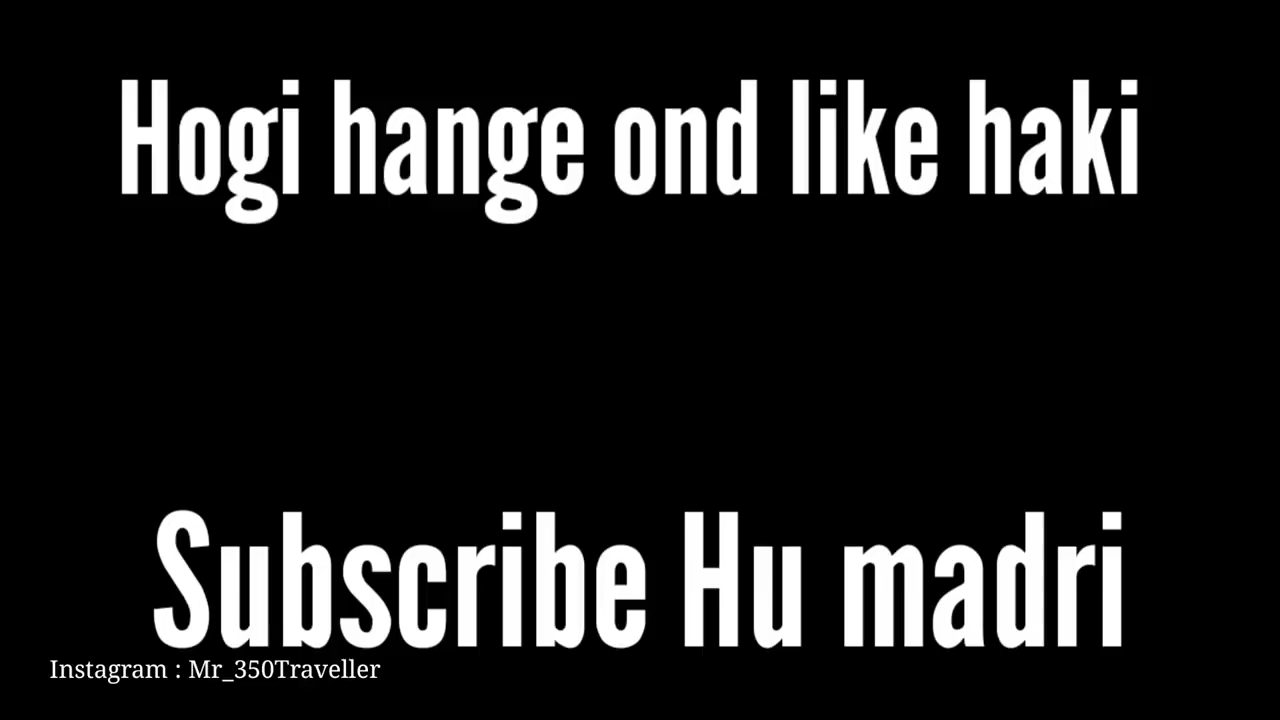 Hogi hange ond like haki
Subscribe Hu madri
Instagram : Mr_350Traveller